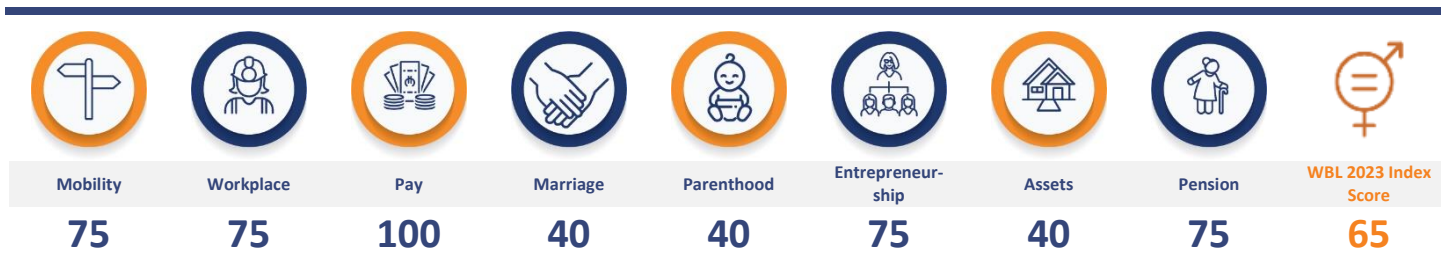 Mobility
Workplace
Pay
Marriage
Parenthood
Entrepreneur-
ship
Assets
Pension
WBL 2023 Index
Score
75
75
100
40
40
75
40
75
65